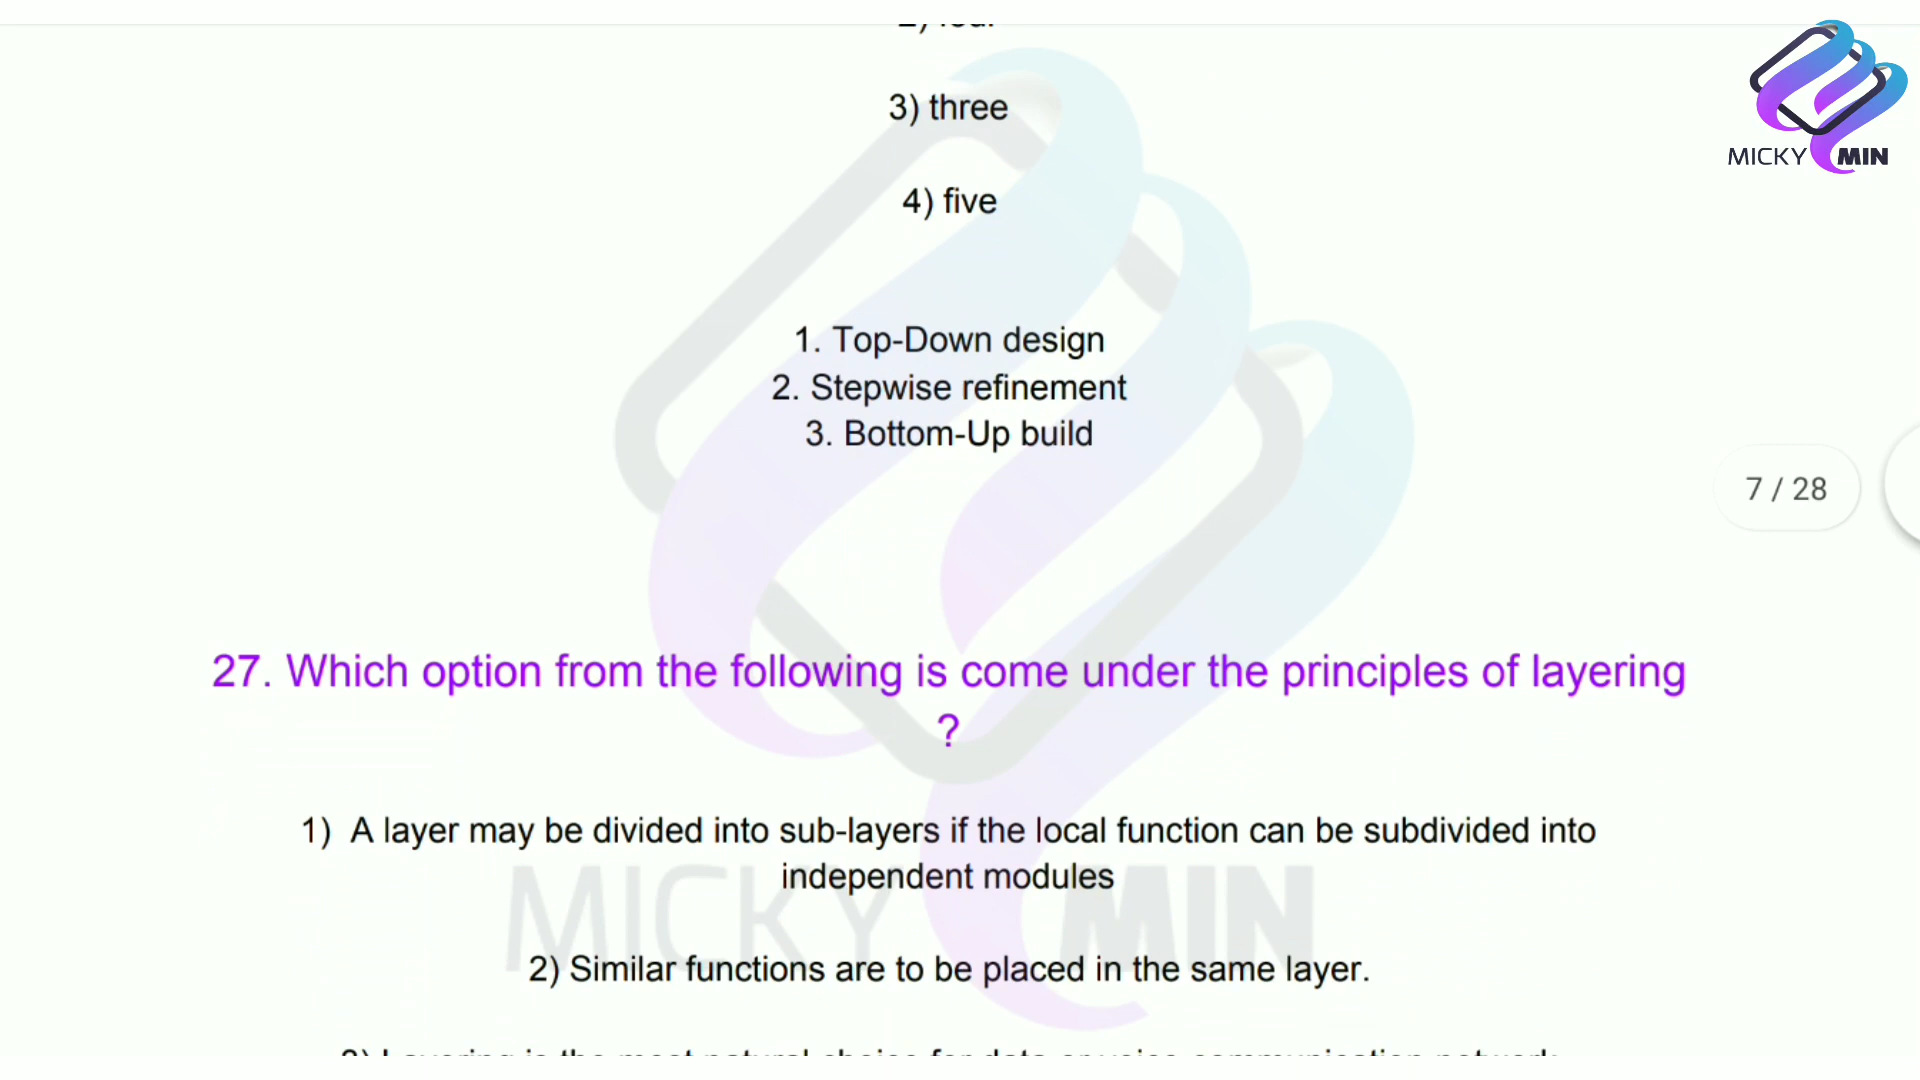 3) three
4) five
1. Top-Down design
2. Stepwise refinement
3. Bottom-Up build
7 / 28
27. Which option from the following is come under the principles of layering
?
1) A layer may be divided into sub-layers if the local function can be subdivided into
independent modules
2) Similar functions are to be placed in the same layer.
MICKY MIN
MICKY MIN